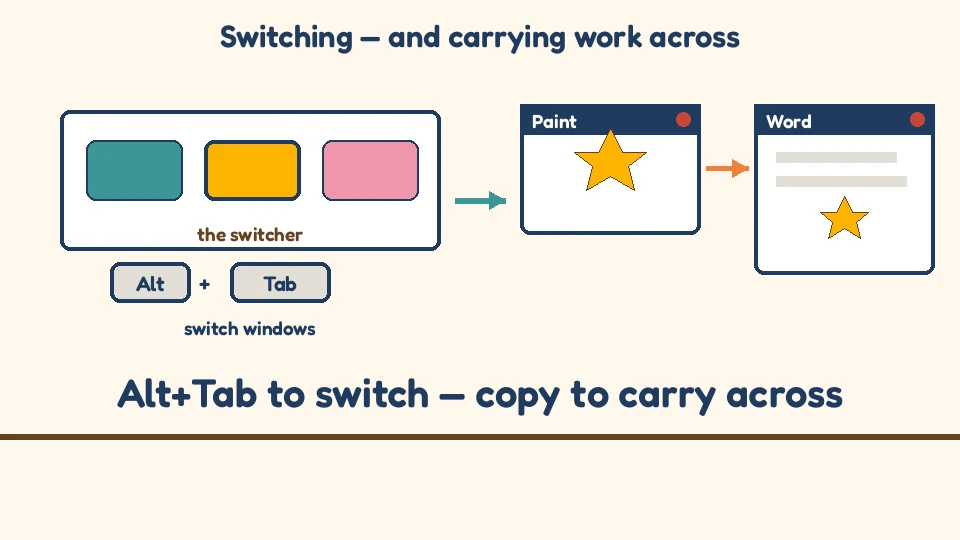 Switching — and carrying work across
Paint
Word
the switcher
Alt + Tab
switch windows
Alt+Tab to switch — copy to carry across